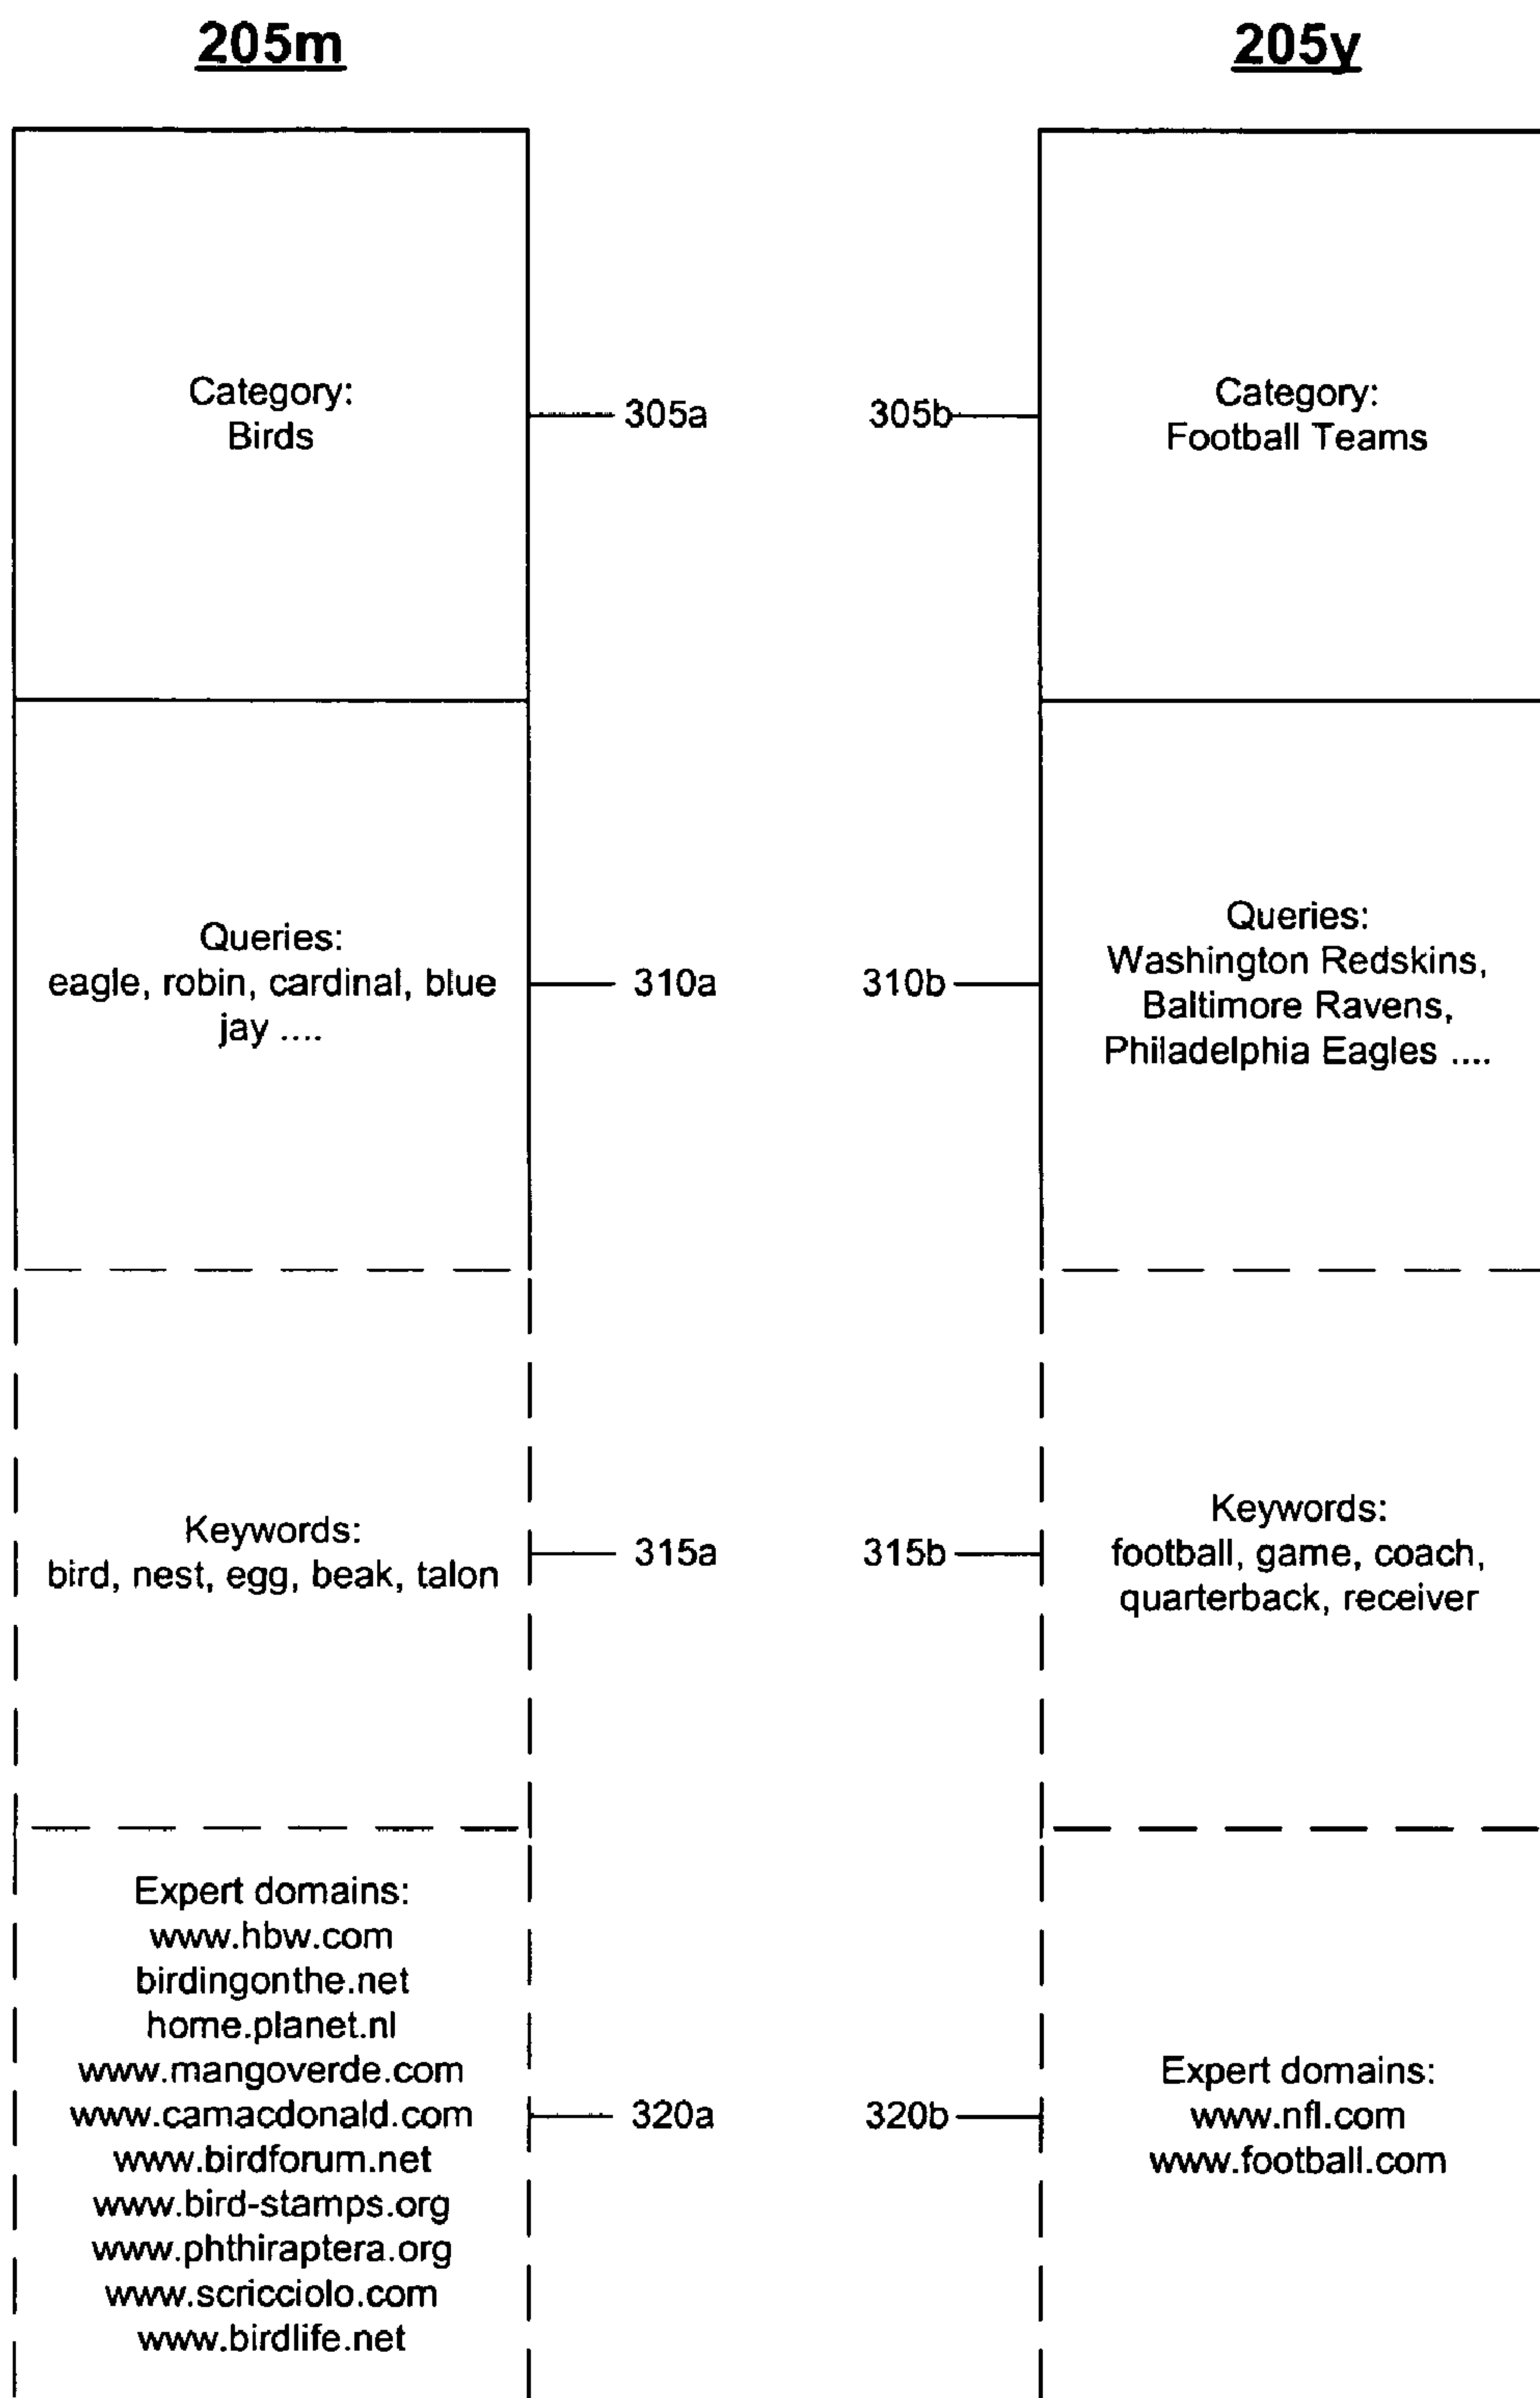 205m
205y
Category:
Birds
305a
305b
Category:
Football Teams
Queries:
eagle, robin, cardinal, blue
jay ....
310a
310b
Queries:
Washington Redskins,
Baltimore Ravens,
Philadelphia Eagles ....
Keywords:
bird, nest, egg, beak, talon
315a
315b
Keywords:
football, game, coach,
quarterback, receiver
Expert domains:
www.hbw.com
birdingonthe.net
home.planet.nl
www.mangoverde.com
www.camacdonald.com
www.birdforum.net
www.bird-stamps.org
www.phthiraptera.org
www.scricciolo.com
www.birdlife.net
320a
320b
Expert domains:
www.nfl.com
www.football.com